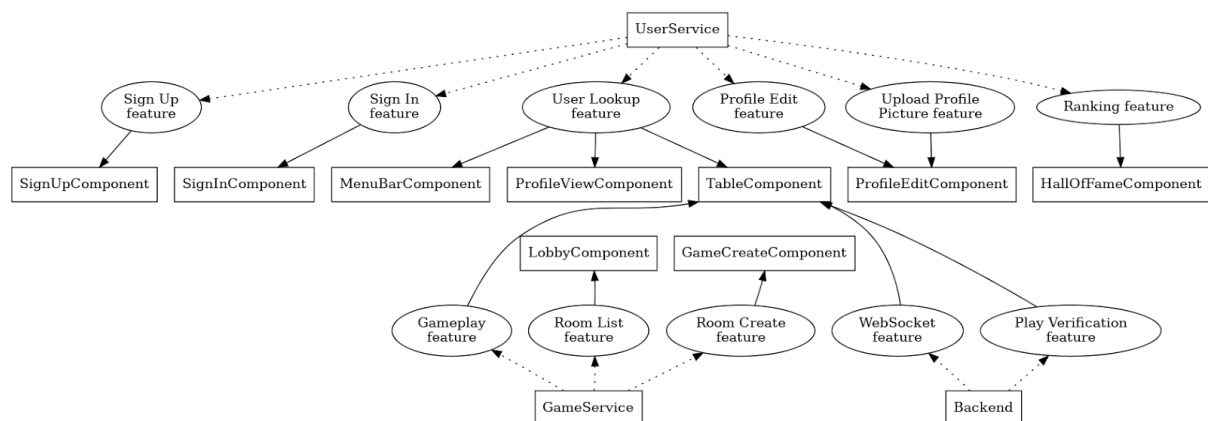 UserService
Sign Up
feature
Sign In
feature
User Lookup
feature
Profile Edit
feature
Upload Profile
Picture feature
Ranking feature
SignUpComponent
SignInComponent
MenuBarComponent
ProfileViewComponent
TableComponent
ProfileEditComponent
HallOfFameComponent
LobbyComponent
GameCreateComponent
Gameplay
feature
Room List
feature
Room Create
feature
WebSocket
feature
Play Verification
feature
GameService
Backend